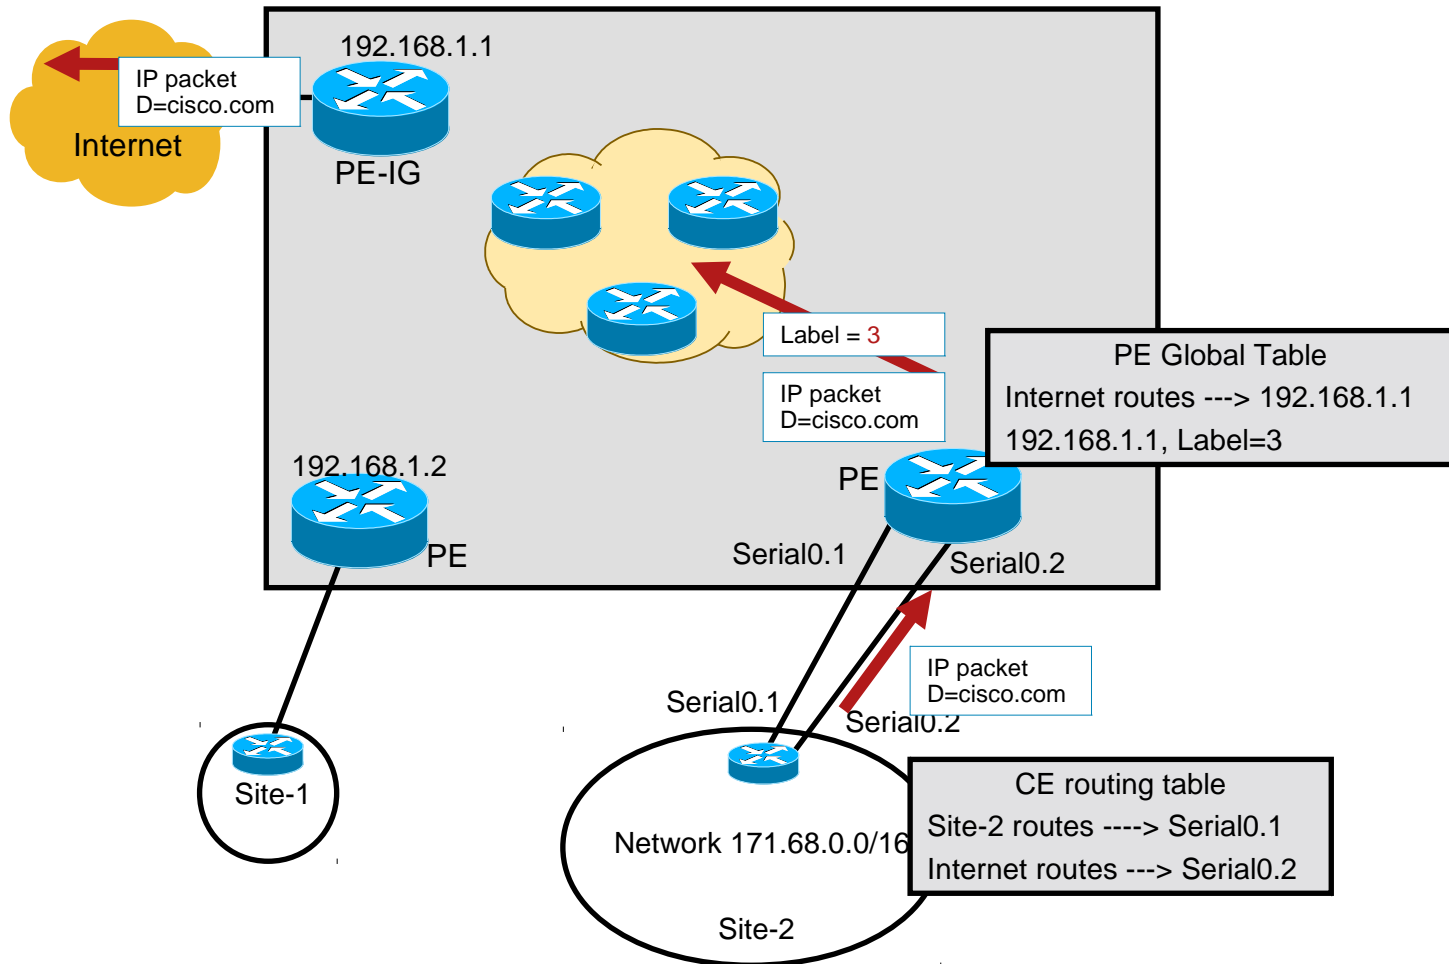 192.168.1.1
IP packet
D=cisco.com
Internet
PE-IG
Label = 3
IP packet
D=cisco.com
PE Global Table
Internet routes ---> 192.168.1.1
192.168.1.1, Label=3
192.168.1.2
PE
PE
Serial0.1
Serial0.2
IP packet
D=cisco.com
Serial0.1
Serial0.2
Site-1
CE routing table
Site-2 routes ----> Serial0.1
Internet routes ---> Serial0.2
Network 171.68.0.0/16
Site-2